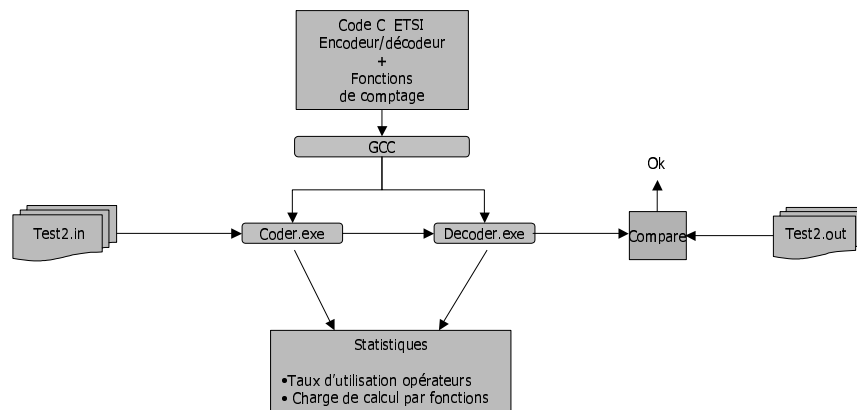 Code C ETSI
Encodeur/décodeur
+
Fonctions
de comptage
GCC
Ok
Test2.in
Coder.exe
Decoder.exe
Compare
Test2.out
Statistiques
•Taux d'utilisation opérateurs
• Charge de calcul par fonctions